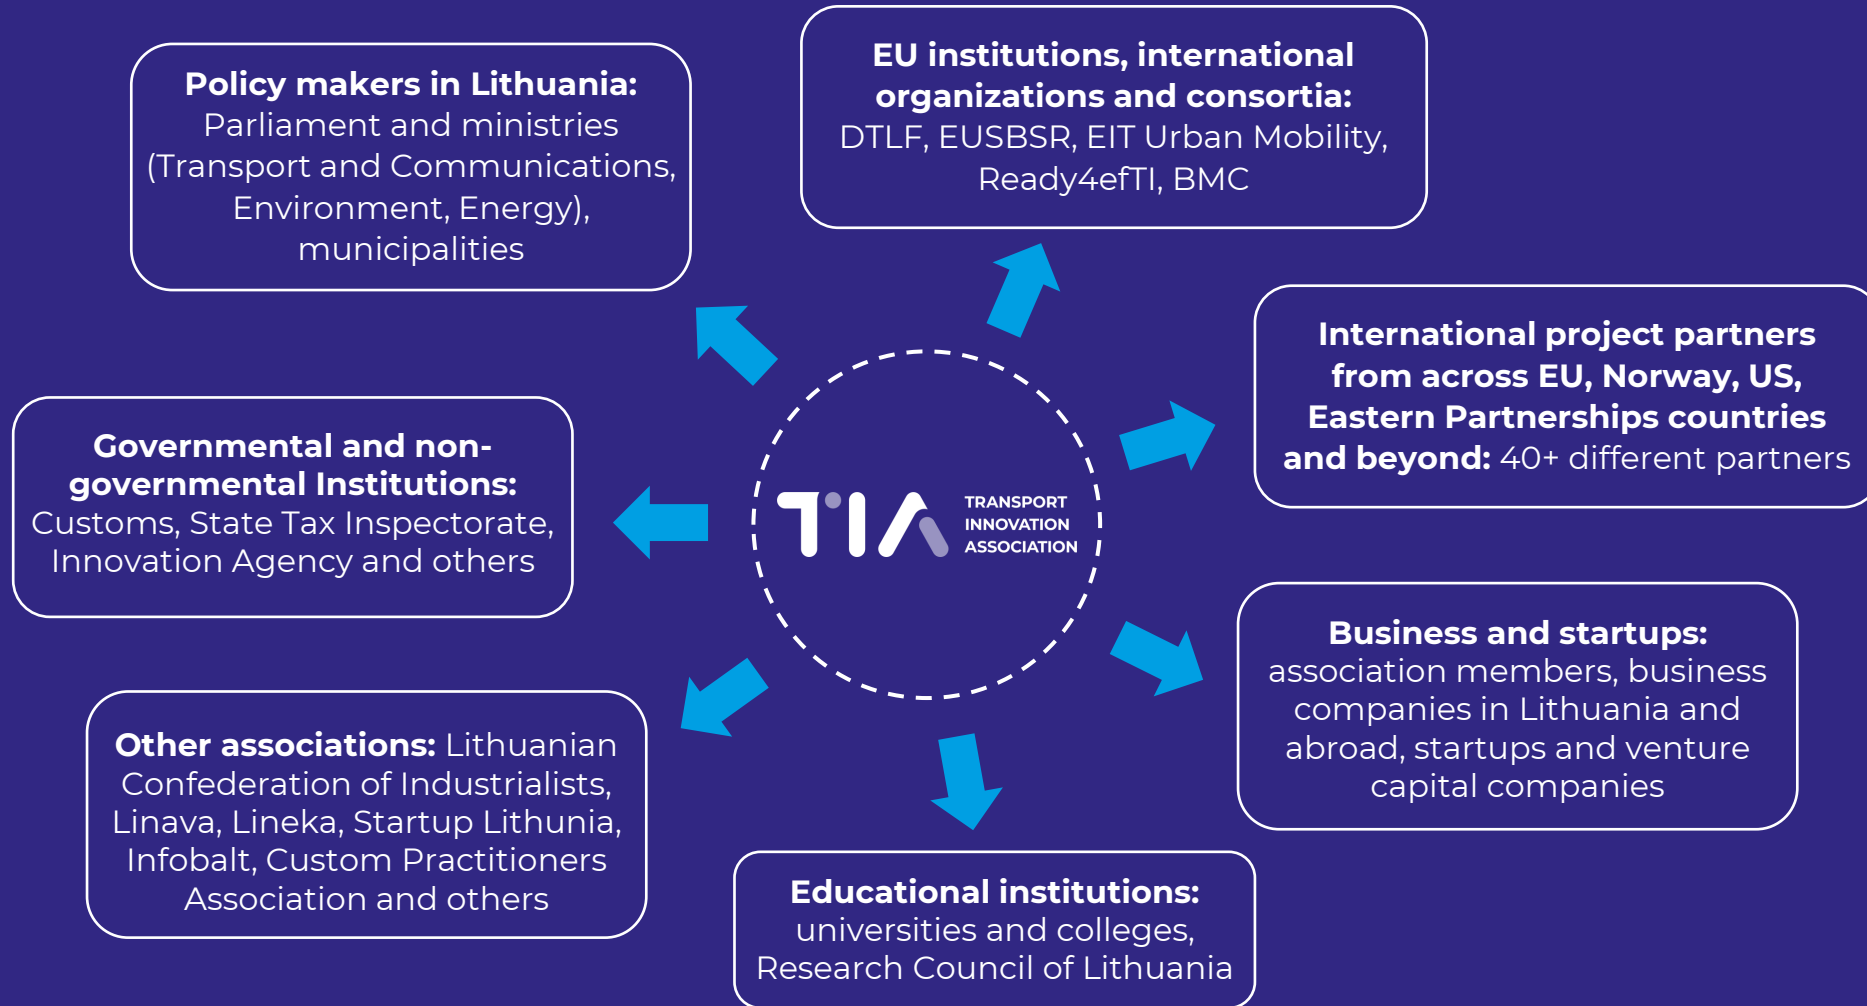 Policy makers in Lithuania:
Parliament and ministries
(Transport and Communications,
Environment, Energy),
municipalities
EU institutions, international
organizations and consortia:
DTLF, EUSBSR, EIT Urban Mobility,
Ready4efTI, BMC
International project partners
from across EU, Norway, US,
Eastern Partnerships countries
and beyond: 40+ different partners
Governmental and non-
governmental Institutions:
Customs, State Tax Inspectorate,
Innovation Agency and others
TIA
TRANSPORT
INNOVATION
ASSOCIATION
Business and startups:
association members, business
companies in Lithuania and
abroad, startups and venture
capital companies
Other associations: Lithuanian
Confederation of Industrialists,
Linava, Lineka, Startup Lithunia,
Infobalt, Custom Practitioners
Association and others
Educational institutions:
universities and colleges,
Research Council of Lithuania